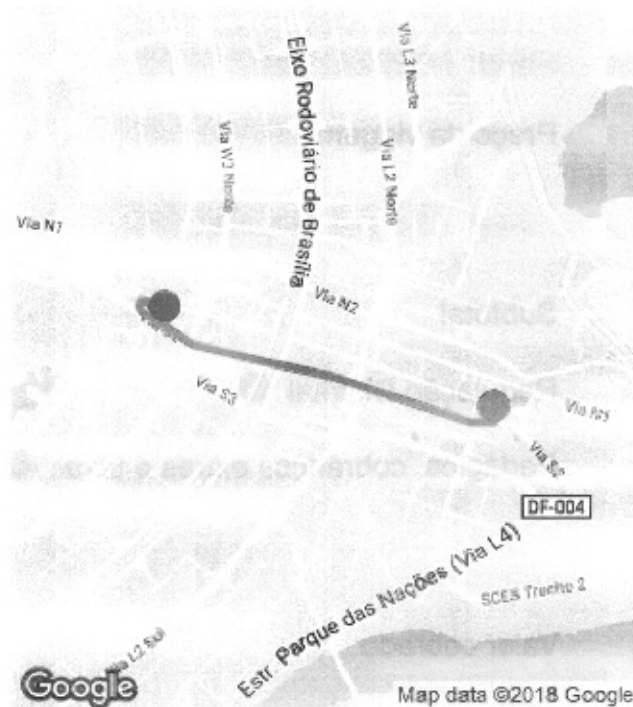 Via L3 Norte
Eixo Rodoviário de Brasília
Via W3 Norte
Via L2 Norte
Via N1
Via N2
Via S3
Via S2
DF-004
Estr. Parque das Nações (Via L4)
SCES Trecho 2
Via L2 Sul
Subtotal
Google
Map data ©2018 Google